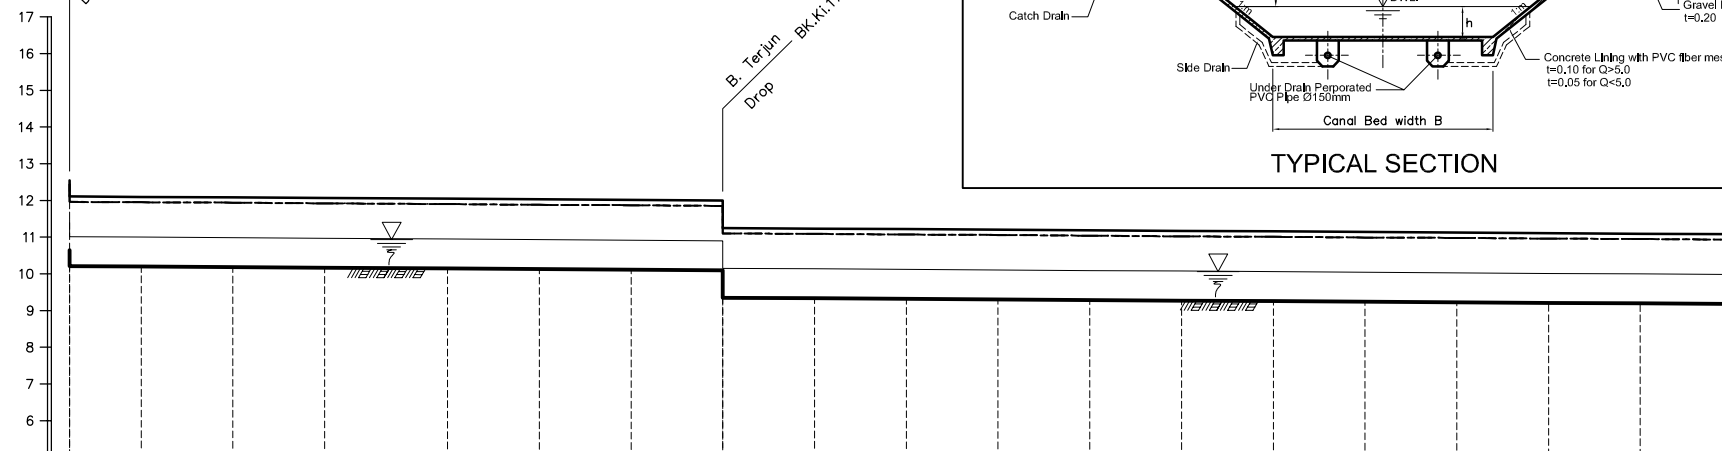 17
16
15
14
13
12
11
10
9
8
7
6
B. Terjun
Drop
Catch Drain
Side Drain
1:m
1:m
h
Under Drain Perporated
PVC Pipe Ø150mm
Canal Bed width B
TYPICAL SECTION
Gravel
t=0.20
Concrete Lining with PVC fiber
t=0.10 for Q>5.0
t=0.05 for Q<5.0